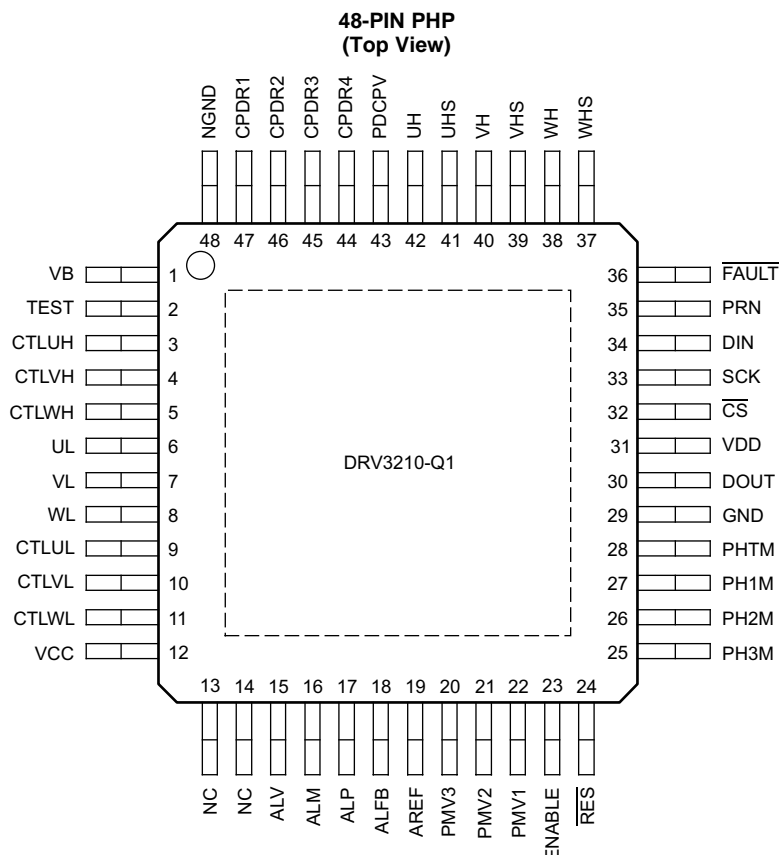 48-PIN PHP
(Top View)
NGND
CPDR1
CPDR2
CPDR3
CPDR4
PDCPV
UH
UHS
VH
VHS
WH
WHS
48 47 46 45 44 43 42 41 40 39 38 37
VB 1
TEST 2
CTLUH 3
CTLVH 4
CTLWH 5
UL 6
VL 7
WL 8
CTLUL 9
CTLVL 10
CTLWL 11
VCC 12
DRV3210-Q1
36 FAULT
35 PRN
34 DIN
33 SCK
32 CS
31 VDD
30 DOUT
29 GND
28 PHTM
27 PH1M
26 PH2M
25 PH3M
13 14 15 16 17 18 19 20 21 22 23 24
NC
NC
ALV
ALM
ALP
ALFB
AREF
PMV3
PMV2
PMV1
ENABLE
RES